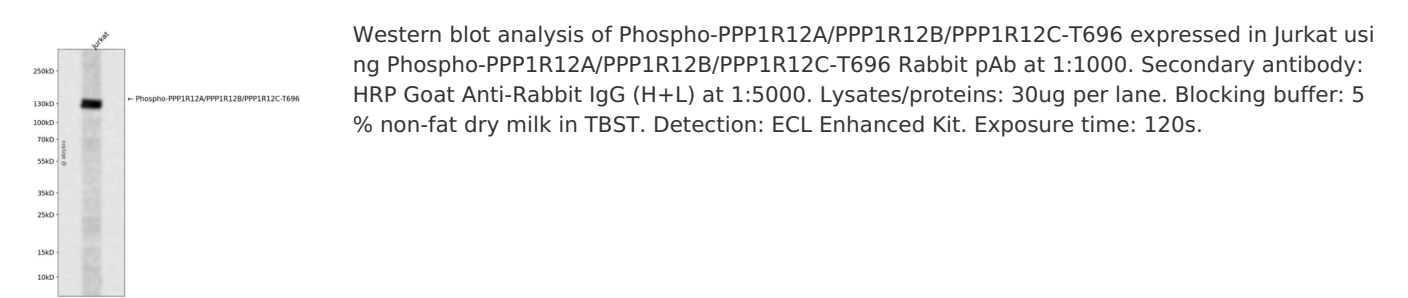 Jurkat
250kD
130kD
100kD
70kD
55kD
35kD
25kD
15kD
10kD
← Phospho-PPP1R12A/PPP1R12B/PPP1R12C-T696
@ abybio
Western blot analysis of Phospho-PPP1R12A/PPP1R12B/PPP1R12C-T696 expressed in Jurkat usi
ng Phospho-PPP1R12A/PPP1R12B/PPP1R12C-T696 Rabbit pAb at 1:1000. Secondary antibody:
HRP Goat Anti-Rabbit IgG (H+L) at 1:5000. Lysates/proteins: 30ug per lane. Blocking buffer: 5
% non-fat dry milk in TBST. Detection: ECL Enhanced Kit. Exposure time: 120s.